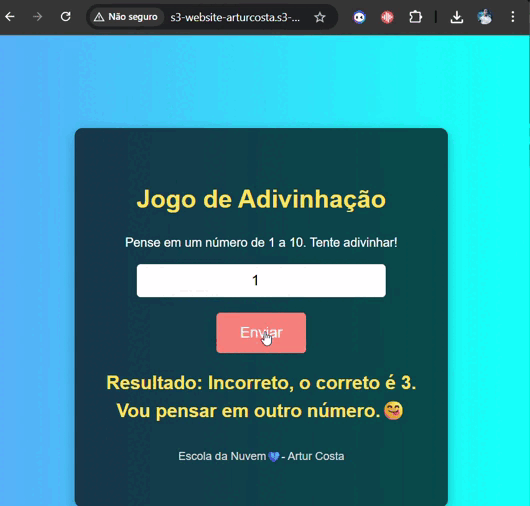 Não seguro s3-website-arturcosta.s3-...
Jogo de Adivinhação
Pense em um número de 1 a 10. Tente adivinhar!
1
Enviar
Resultado: Incorreto, o correto é 3.
Vou pensar em outro número.😋
Escola da Nuvem💙- Artur Costa